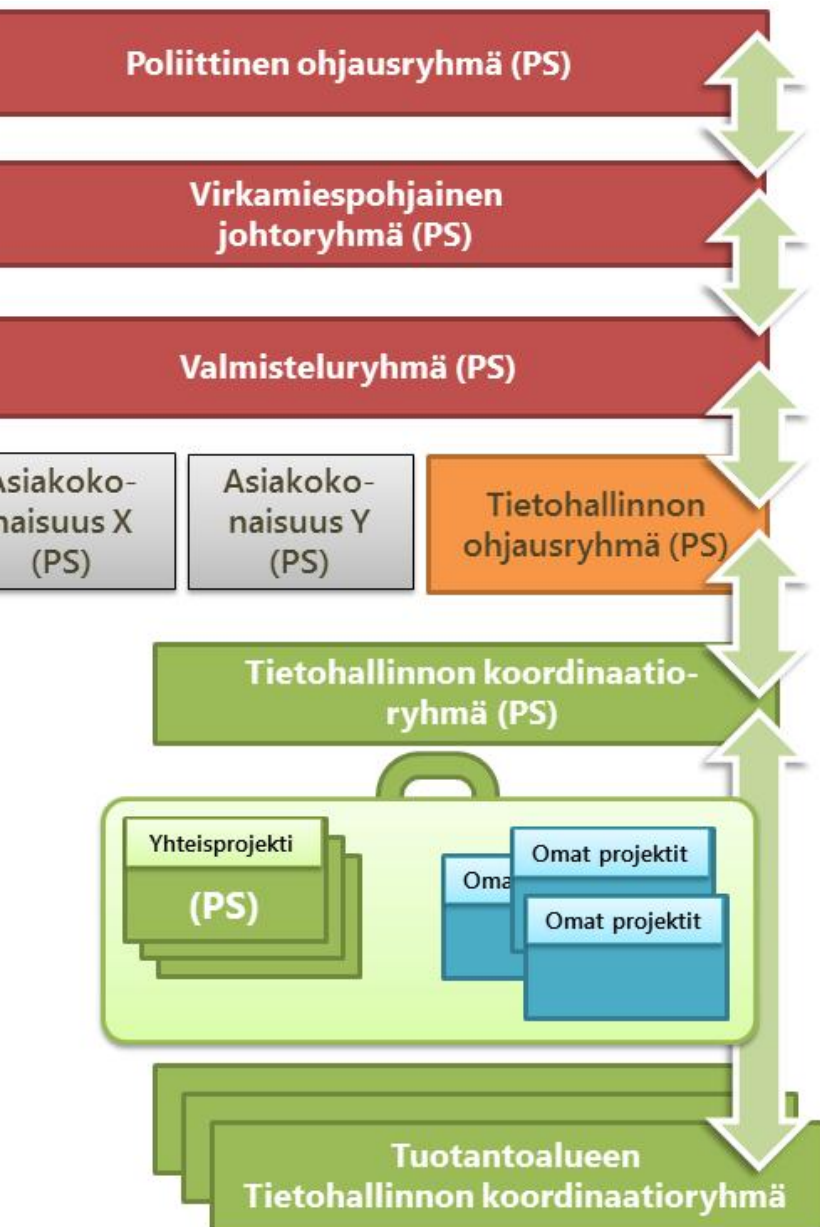 Poliittinen ohjausryhmä (PS)
Virkamiespohjainen
johtoryhmä (PS)
Valmisteluryhmä (PS)
Asiakoko-
naisuus X
(PS)
Asiakoko-
naisuus Y
(PS)
Tietohallinnon
ohjausryhmä (PS)
Tietohallinnon koordinaatio-
ryhmä (PS)
Yhteisprojekti
(PS)
Omat projektit
Oma
Omat projektit
Tuotantoalueen
Tietohallinnon koordinaatioryhmä